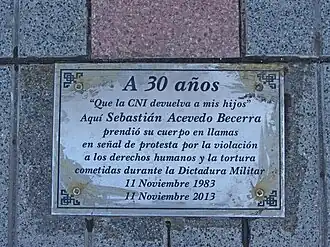 A 30 años
"Que la CNI devuelva a mis hijos"
Aquí Sebastián Acevedo Becerra
prendió su cuerpo en llamas
en señal de protesta por la violación
a los derechos humanos y la tortura
cometidas durante la Dictadura Militar
11 Noviembre 1983
11 Noviembre 2013